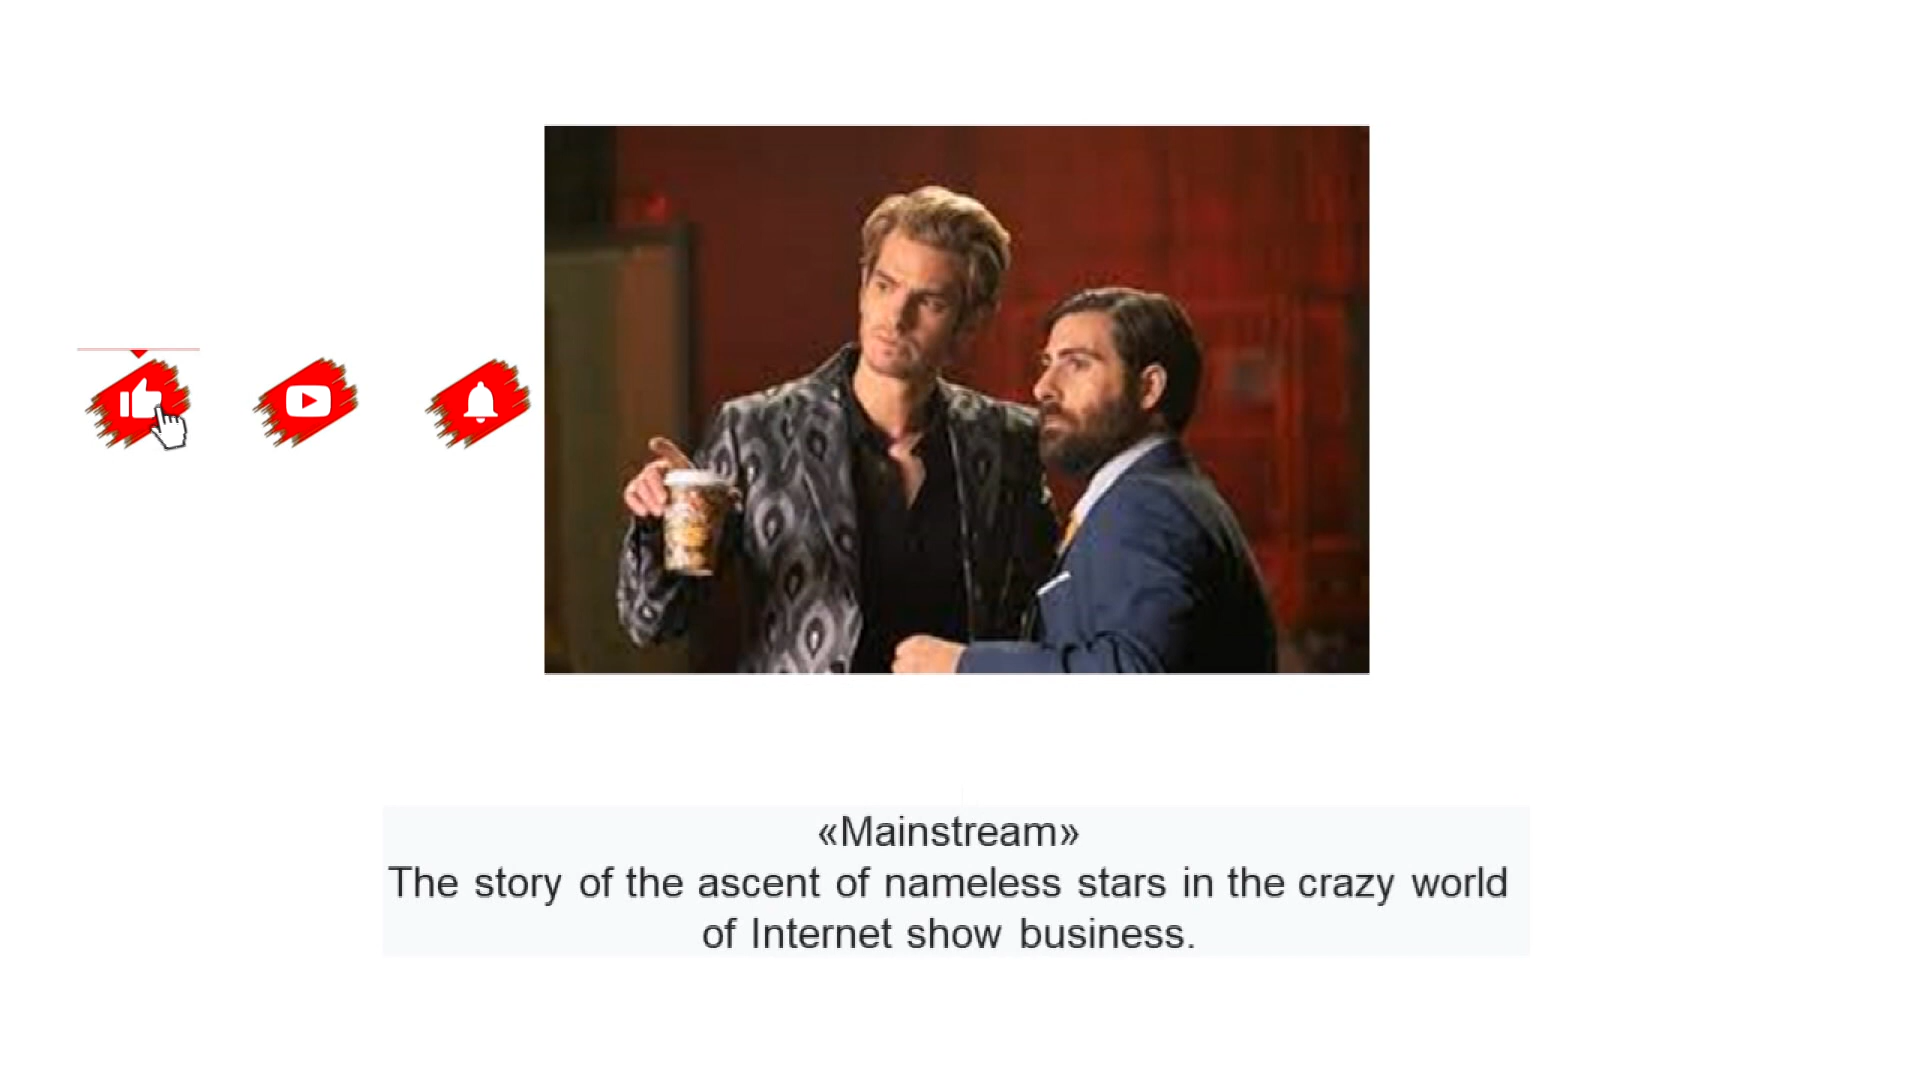 «Mainstream»
The story of the ascent of nameless stars in the crazy world
of Internet show business.